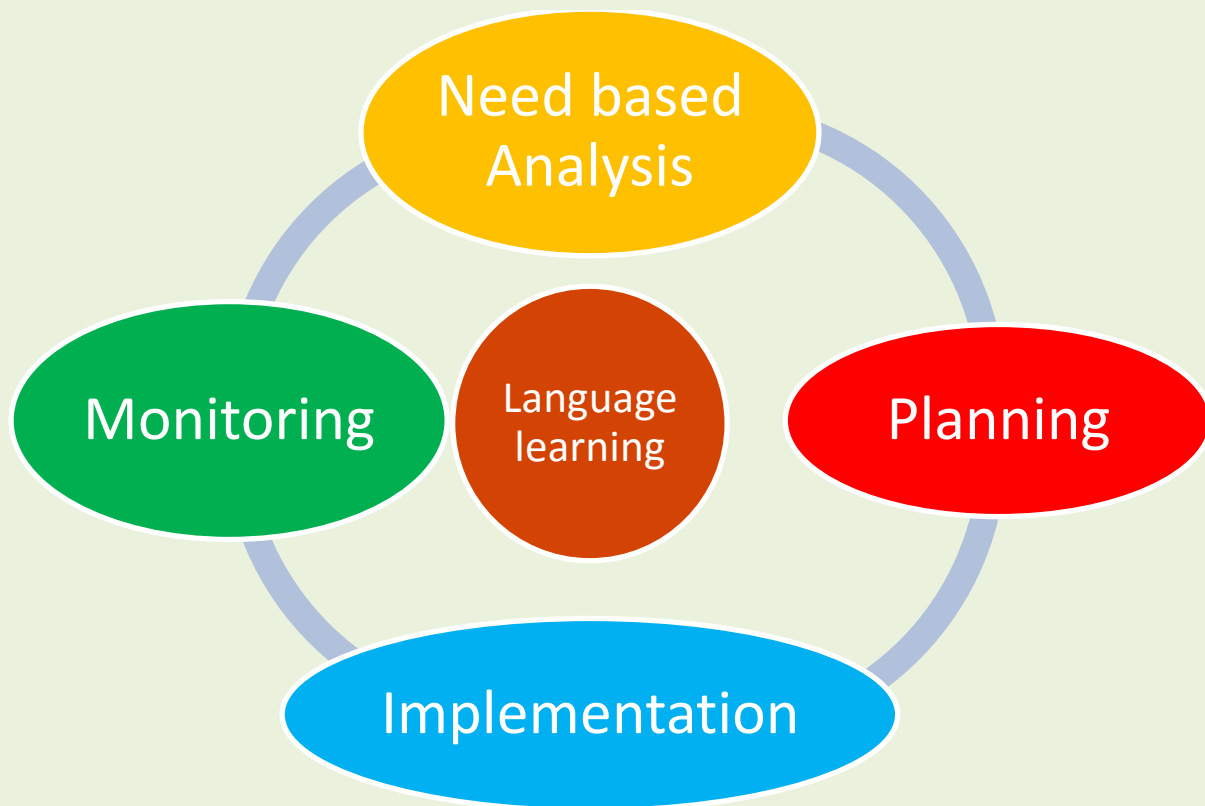 Need based
Analysis
Monitoring
Language
learning
Planning
Implementation